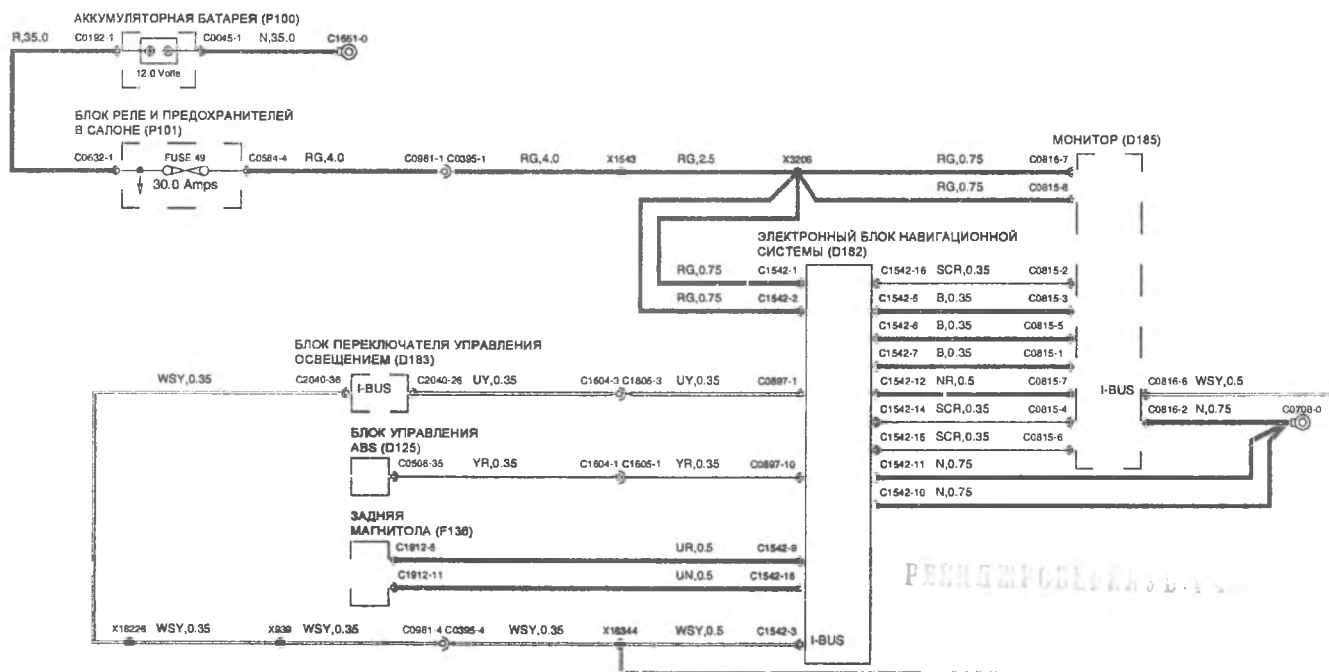 АККУМУЛЯТОРНАЯ БАТАРЕЯ (P100)
R,35.0 C0192-1 C0045-1 N,35.0 C1661-0
12.0 Volts
БЛОК РЕЛЕ И ПРЕДОХРАНИТЕЛЕЙ
В САЛОНЕ (P101)
МОНИТОР (D185)
C0632-1 FUSE 49 C0584-4 RG,4.0 C0981-1 C0395-1 RG,4.0 X1543 RG,2.5 X3206 RG,0.75 C0816-7
30.0 Amps
RG,0.75 C0815-8
ЭЛЕКТРОННЫЙ БЛОК НАВИГАЦИОННОЙ
СИСТЕМЫ (D182)
RG,0.75 C1542-1 C1542-16 SCR,0.35 C0815-2
RG,0.75 C1542-2 C1542-5 B,0.35 C0815-3
C1542-6 B,0.35 C0815-5
БЛОК ПЕРЕКЛЮЧАТЕЛЯ УПРАВЛЕНИЯ
ОСВЕЩЕНИЕМ (D183)
C1542-7 B,0.35 C0815-1
WSY,0.35 C2040-36 I-BUS C2040-26 UY,0.35 C1604-3 C1605-3 UY,0.35 C0897-1 C1542-12 NR,0.5 C0815-7 I-BUS C0816-6 WSY,0.5
C1542-14 SCR,0.35 C0815-4 C0816-2 N,0.75 C0708-0
БЛОК УПРАВЛЕНИЯ
ABS (D125)
C1542-15 SCR,0.35 C0815-6
C0506-35 YR,0.35 C1604-1 C1605-1 YR,0.35 C0897-10 C1542-11 N,0.75
C1542-10 N,0.75
ЗАДНЯЯ
МАГНИТОЛА (F136)
C1912-5 UR,0.5 C1542-9
C1912-11 UN,0.5 C1542-18
X18226 WSY,0.35 X939 WSY,0.35 C0981-4 C0395-4 WSY,0.35 X18344 WSY,0.5 C1542-3 I-BUS